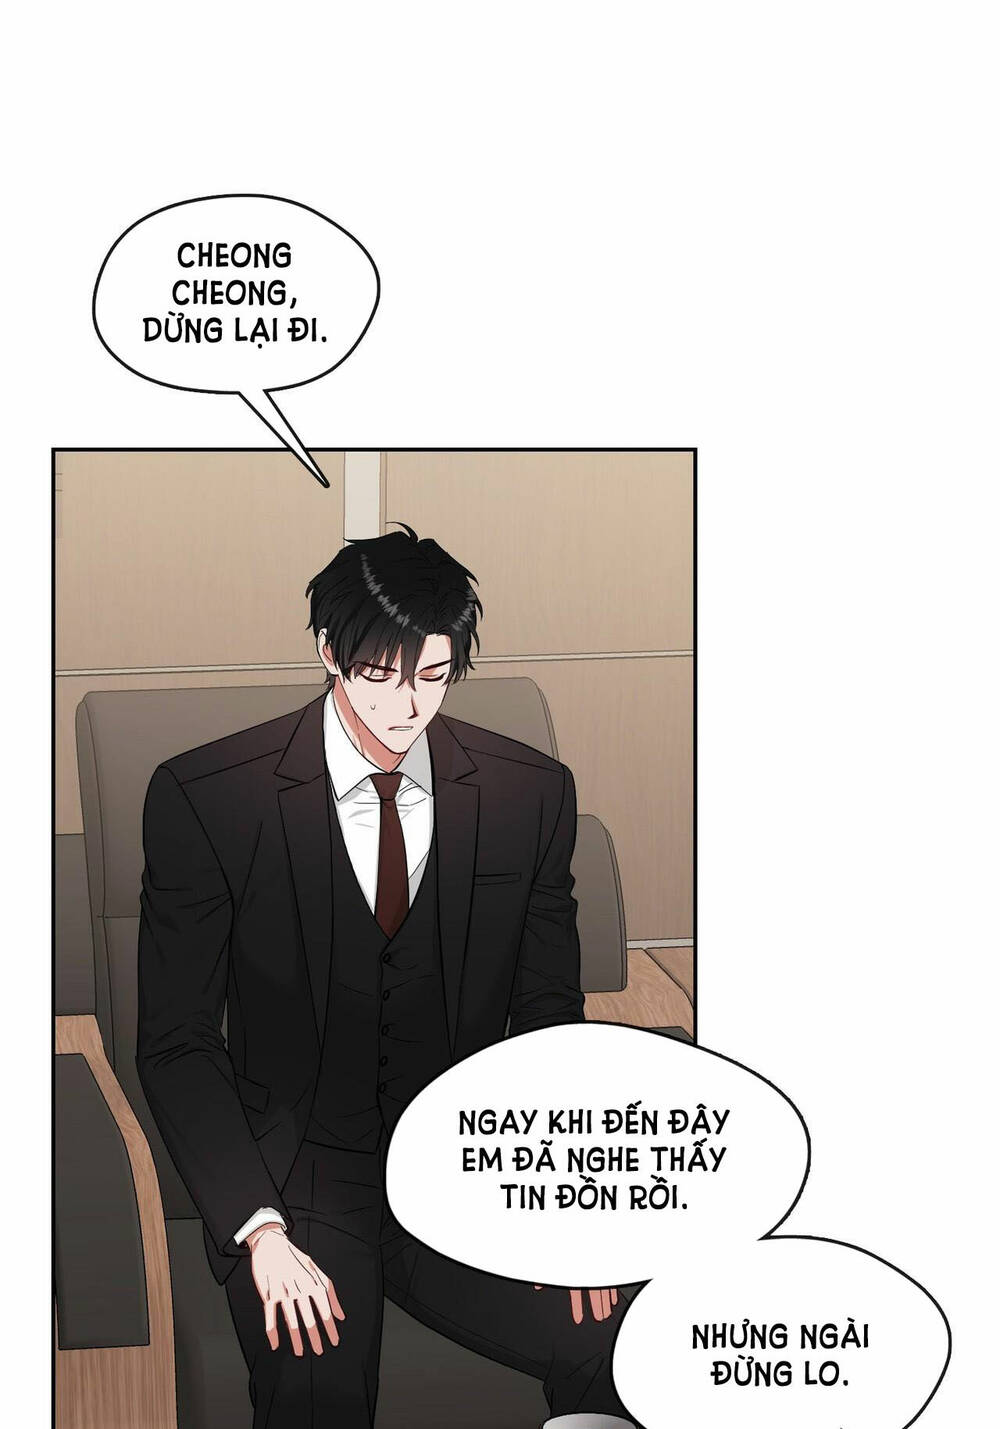 CHEONG
CHEONG,
DỪNG LẠI ĐI.
NGAY KHI ĐẾN ĐÂY
EM ĐÃ NGHE THẤY
TIN ĐỒN RỒI.
NHƯNG NGÀI
ĐỪNG LO.